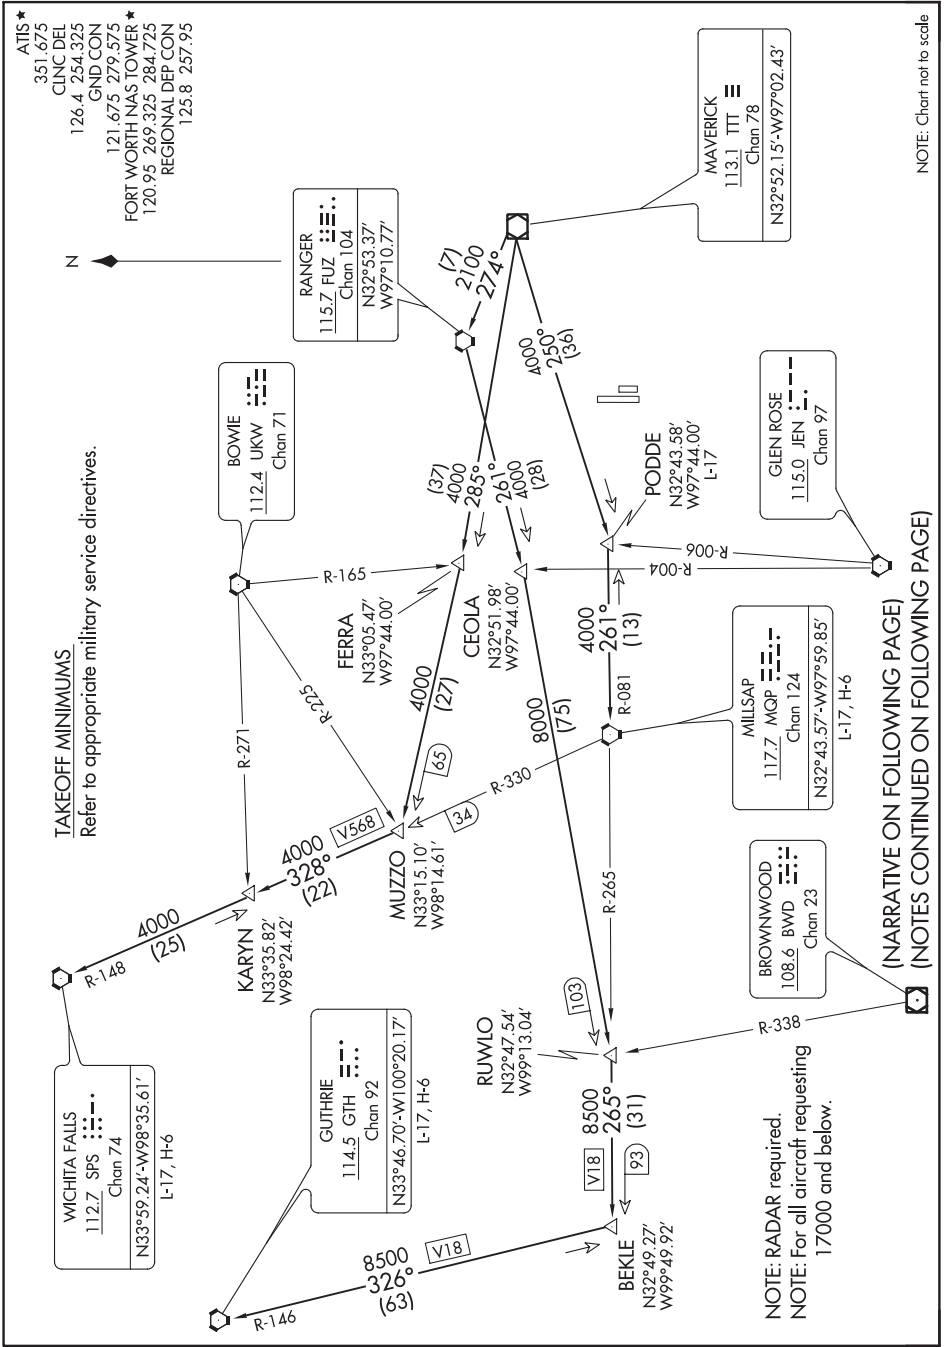 ATIS ★
351.675
CLNC DEL
126.4 254.325
GND CON
121.675 279.575
FORT WORTH NAS TOWER ★
120.95 269.325 284.725
REGIONAL DEP CON
125.8 257.95
TAKEOFF MINIMUMS
Refer to appropriate military service directives.
N
WICHITA FALLS
112.7 SPS
Chan 74
N33°59.24'-W98°35.61'
L-17, H-6
R-148
4000
(25)
KARYN
N33°35.82'
W98°24.42'
4000
328°
(22)
V568
MUZZO
N33°15.10'
W98°14.61'
BOWIE
112.4 UKW
Chan 71
R-271
R-225
R-165
RANGER
115.7 FUZ
Chan 104
N32°53.37'
W97°10.77'
FERRA
N33°05.47'
W97°44.00'
4000
(27)
65
34
R-330
(37)
4000
285°
(7)
2100
274°
261°
4000
(28)
CEOLA
N32°51.98'
W97°44.00'
8000
(75)
4000
250°
(36)
MAVERICK
113.1 TTT
Chan 78
N32°52.15'-W97°02.43'
PODDE
N32°43.58'
W97°44.00'
L-17
4000
261°
(13)
R-081
R-006
R-004
GLEN ROSE
115.0 JEN
Chan 97
MILLSAP
117.7 MQP
Chan 124
N32°43.57'-W97°59.85'
L-17, H-6
R-265
103
RUWLO
N32°47.54'
W99°13.04'
R-338
BROWNWOOD
108.6 BWD
Chan 23
GUTHRIE
114.5 GTH
Chan 92
N33°46.70'-W100°20.17'
L-17, H-6
R-146
8500
326°
(63)
V18
V18
8500
265°
(31)
93
BEKLE
N32°49.27'
W99°49.92'
NOTE: RADAR required.
NOTE: For all aircraft requesting
17000 and below.
(NARRATIVE ON FOLLOWING PAGE)
(NOTES CONTINUED ON FOLLOWING PAGE)
NOTE: Chart not to scale